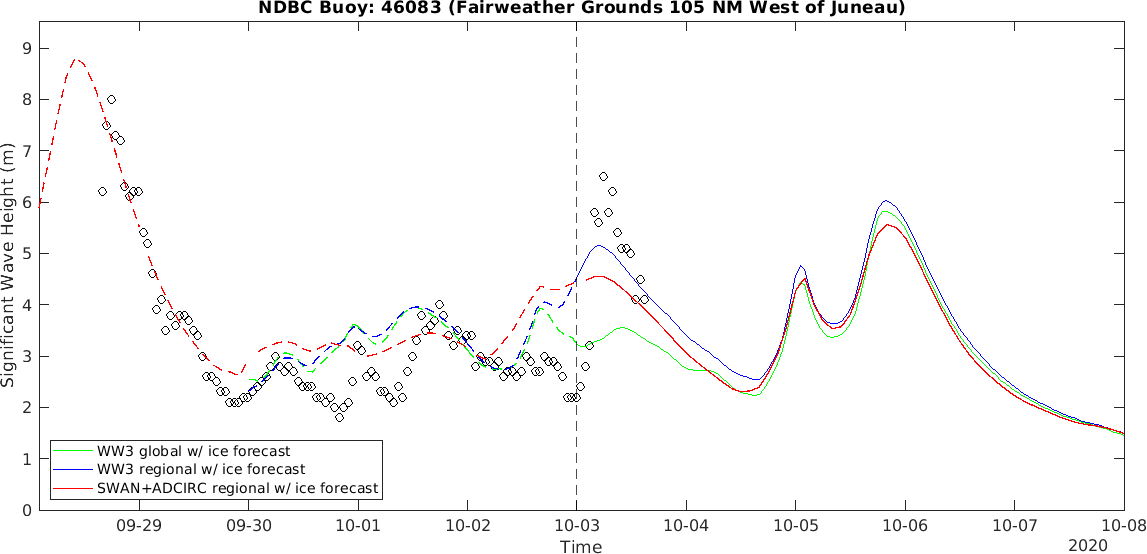 NDBC Buoy: 46083 (Fairweather Grounds 105 NM West of Juneau)
Significant Wave Height (m)
9
8
7
6
5
4
3
2
1
0
WW3 global w/ ice forecast
WW3 regional w/ ice forecast
SWAN+ADCIRC regional w/ ice forecast
09-29 09-30 10-01 10-02 10-03 10-04 10-05 10-06 10-07 10-08
Time
2020